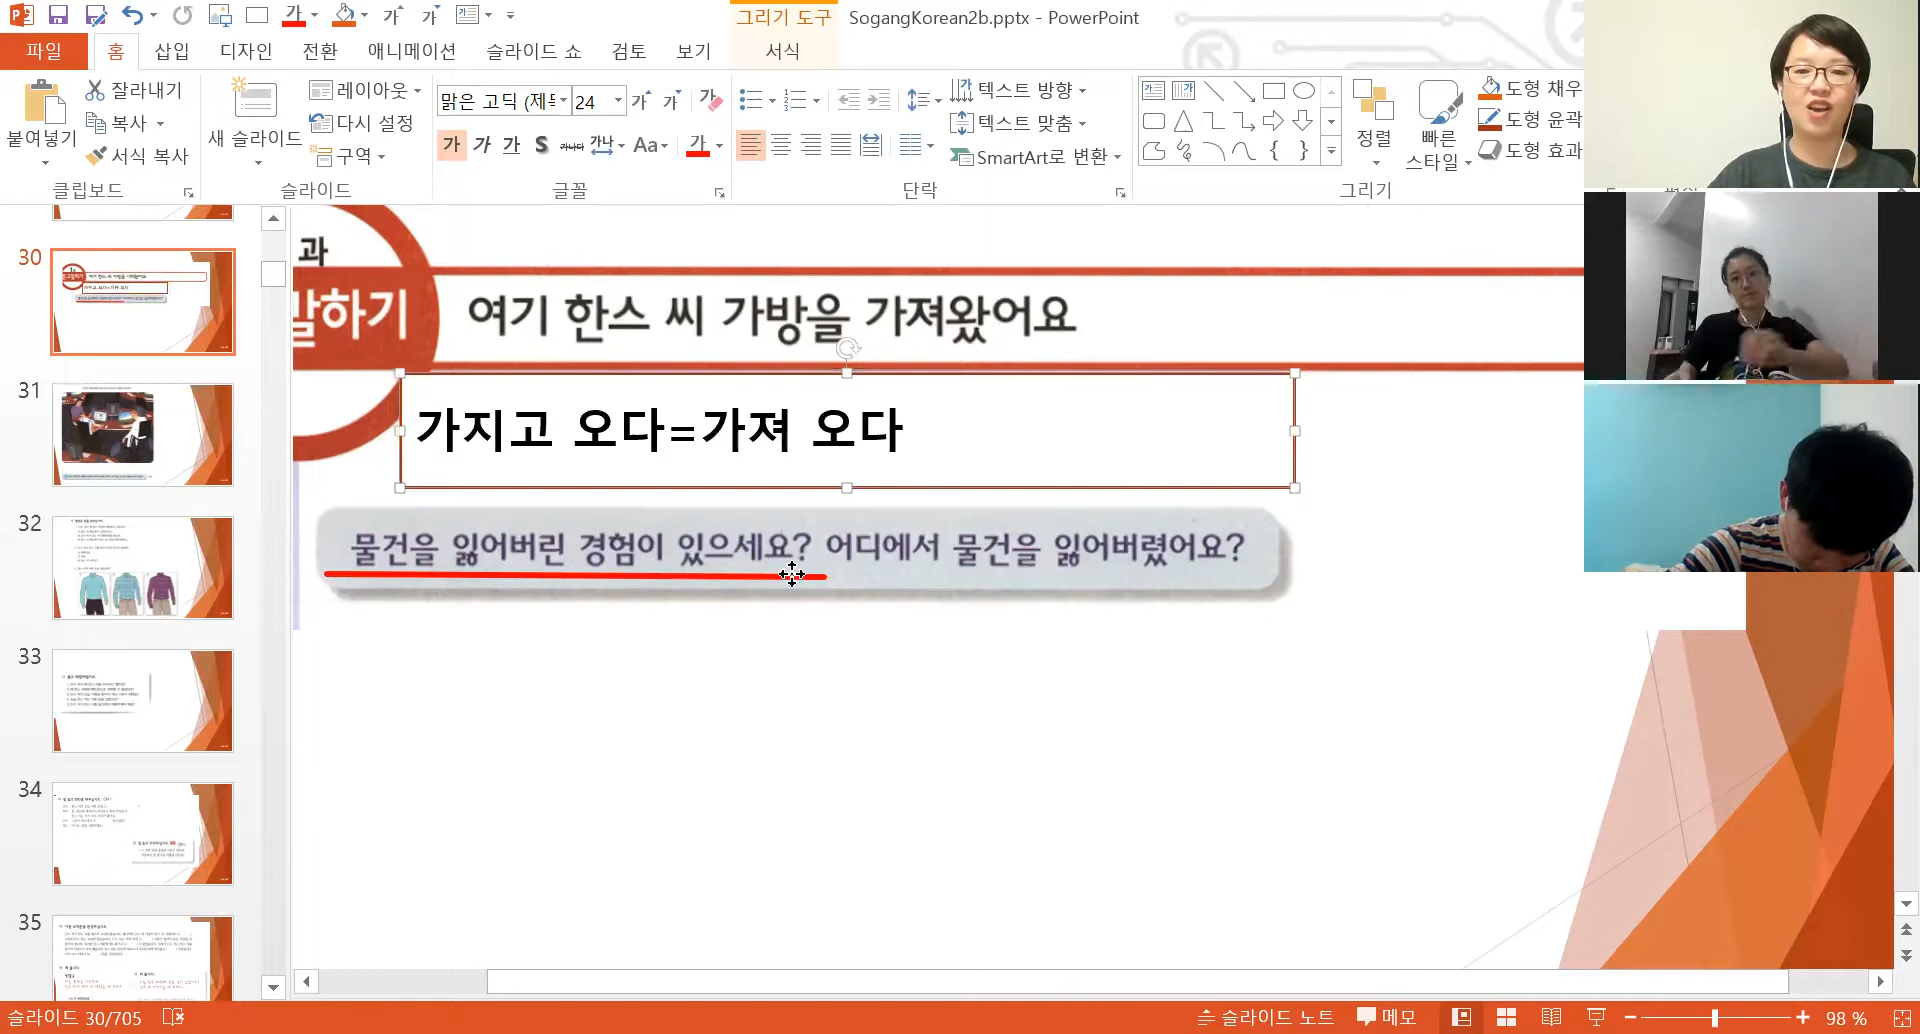 그리기 도구
SogangKorean2b.pptx - PowerPoint
파일 홈 삽입 디자인 전환 애니메이션 슬라이드 쇼 검토 보기 서식
붙여넣기
잘라내기
복사
서식 복사
클립보드
새 슬라이드
레이아웃
다시 설정
구역
슬라이드
맑은 고딕 (제목
24
가 가 가 S 가나다 가나 Aa 가
글꼴
텍스트 방향
텍스트 맞춤
SmartArt로 변환
단락
정렬
빠른
스타일
도형 채우
도형 윤곽
도형 효과
그리기
30
31
32
33
34
35
과
말하기
여기 한스 씨 가방을 가져왔어요
가지고 오다=가져 오다
물건을 잃어버린 경험이 있으세요? 어디에서 물건을 잃어버렸어요?
슬라이드 30/705
슬라이드 노트
메모
98 %